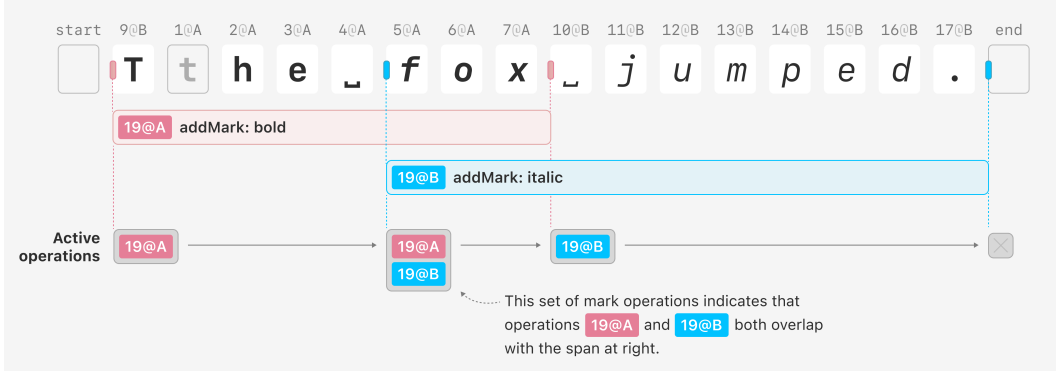 start 9@B 1@A 2@A 3@A 4@A 5@A 6@A 7@A 10@B 11@B 12@B 13@B 14@B 15@B 16@B 17@B end
T t h e ␣ f o x ␣ j u m p e d .
19@A addMark: bold
19@B addMark: italic
Active
operations
19@A 19@A 19@B
19@B
This set of mark operations indicates that
operations 19@A and 19@B both overlap
with the span at right.